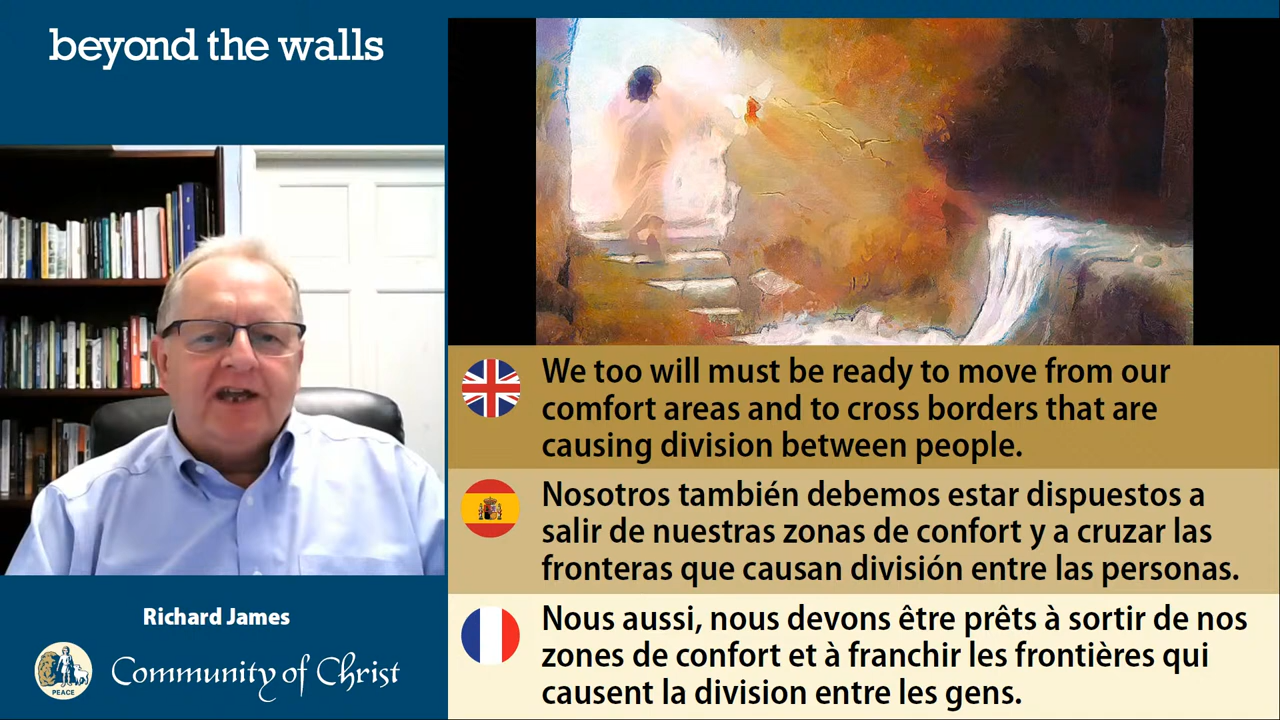 beyond the walls
We too will must be ready to move from our
comfort areas and to cross borders that are
causing division between people.
Nosotros también debemos estar dispuestos a
salir de nuestras zonas de confort y a cruzar las
fronteras que causan división entre las personas.
Nous aussi, nous devons être prêts à sortir de nos
zones de confort et à franchir les frontières qui
causent la division entre les gens.
Richard James
PEACE
Community of Christ